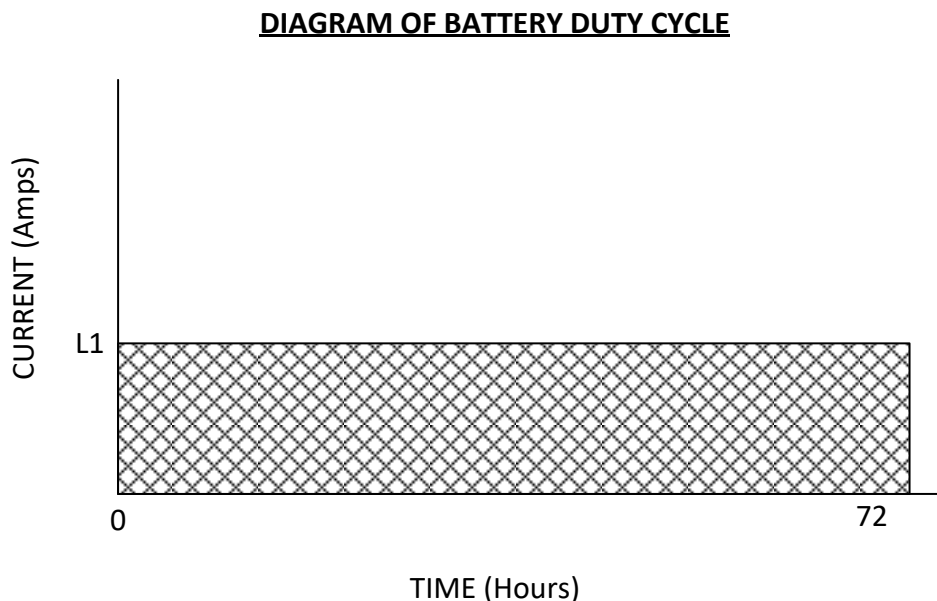 DIAGRAM OF BATTERY DUTY CYCLE
CURRENT (Amps)
L1
0
72
TIME (Hours)